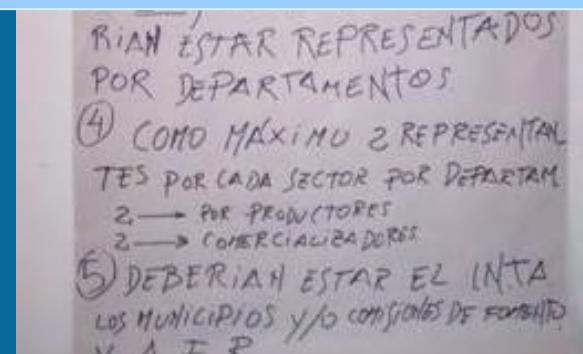 RIAN ESTAR REPRESENTADOS
POR DEPARTAMENTOS
④ COMO MÁXIMO 2 REPRESENTAN
TES POR CADA SECTOR POR DEPARTAM
2 → POR PRODUCTORES
2 → COMERCIALIZADORES
⑤ DEBERIAN ESTAR EL INTA
LOS MUNICIPIOS Y/O COMISIONES DE FOMENTO